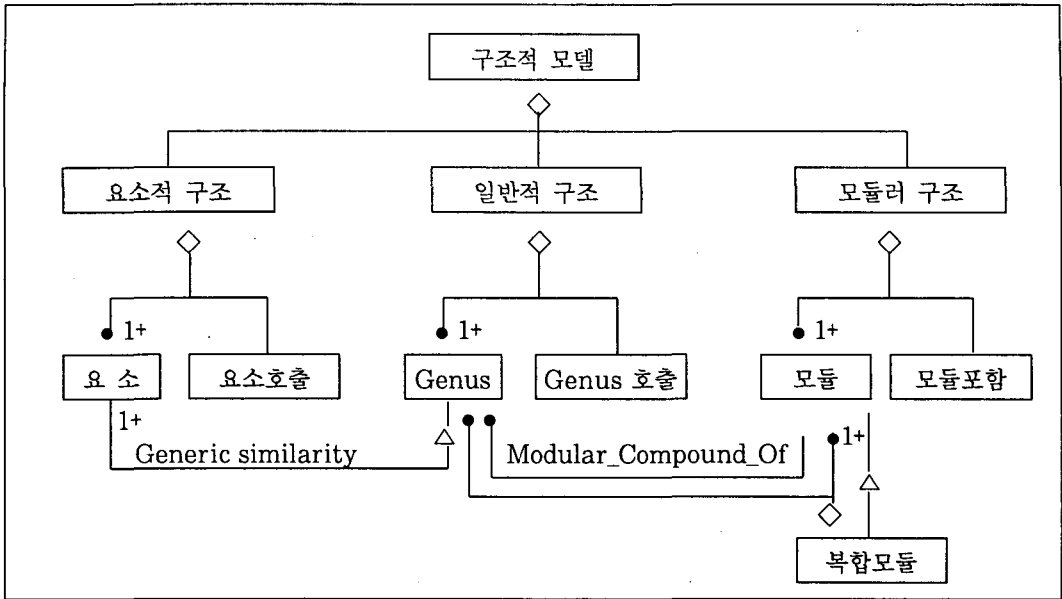 구조적 모델
요소적 구조 일반적 구조 모듈러 구조
1+ 1+ 1+
요 소 요소호출 Genus Genus 호출 모듈 모듈포함
1+ 1+
Generic similarity Modular_Compound_Of
복합모듈